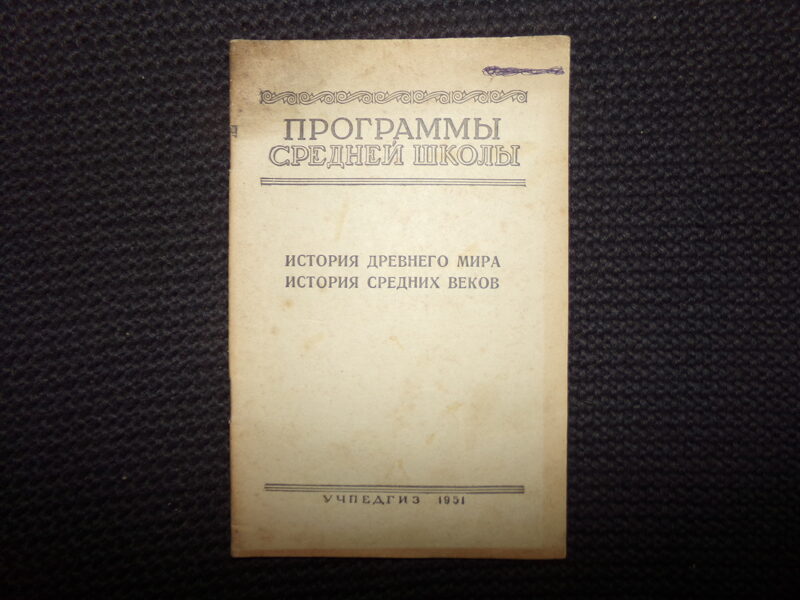 ПРОГРАММЫ
СРЕДНЕЙ ШКОЛЫ
ИСТОРИЯ ДРЕВНЕГО МИРА
ИСТОРИЯ СРЕДНИХ ВЕКОВ
УЧПЕДГИЗ 1951